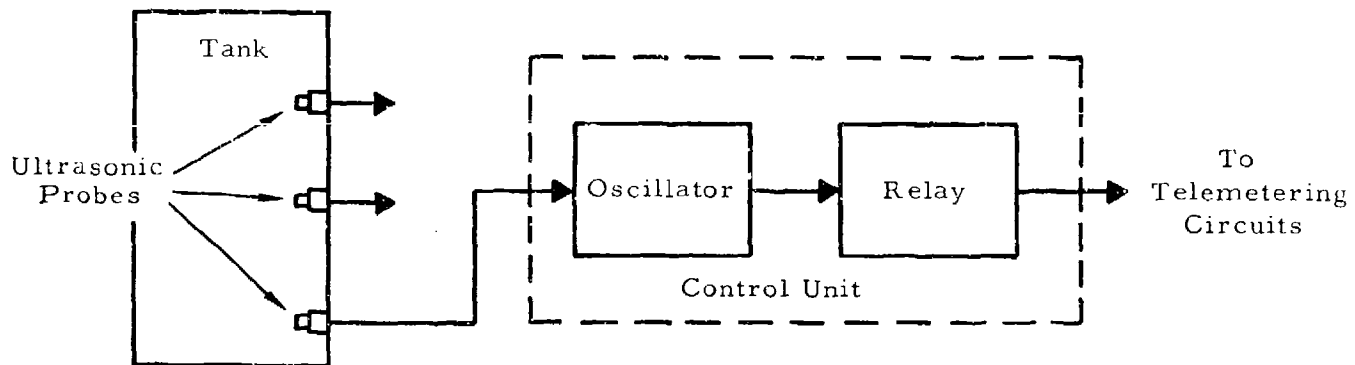 Tank
Ultrasonic
Probes
Oscillator
Relay
Control Unit
To
Telemetering
Circuits